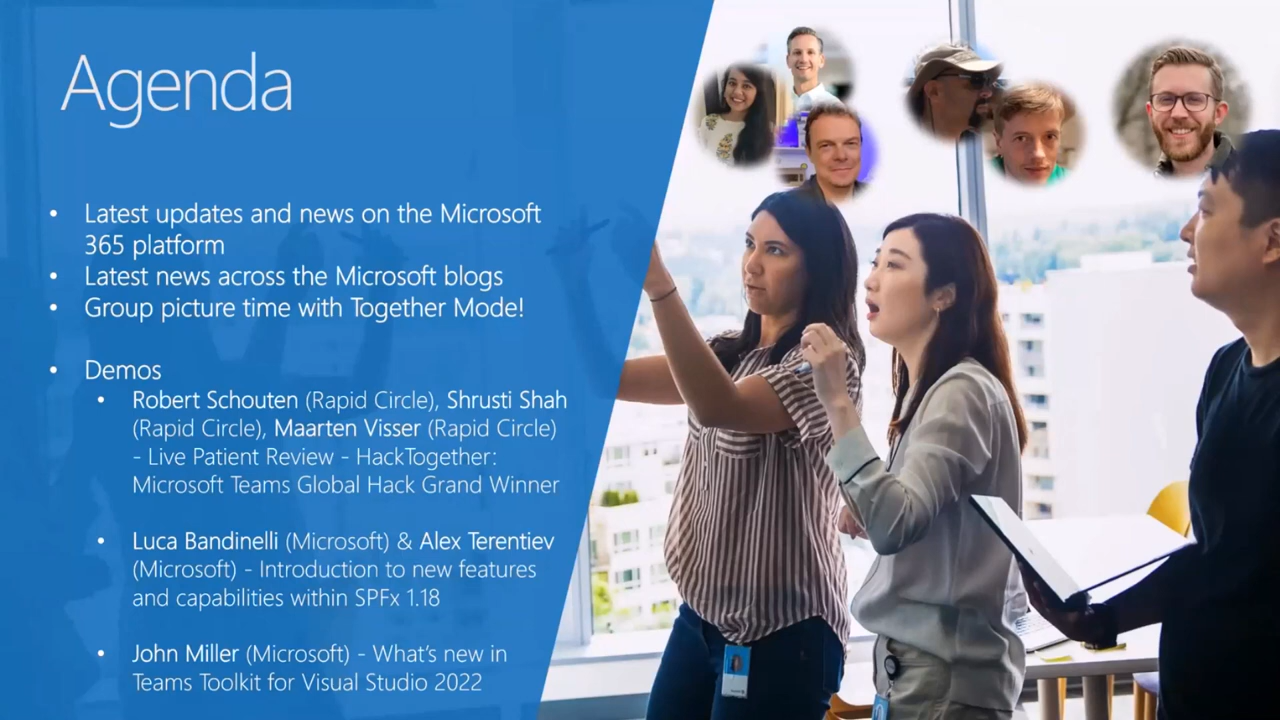 Agenda
• Latest updates and news on the Microsoft
365 platform
• Latest news across the Microsoft blogs
• Group picture time with Together Mode!
• Demos
• Robert Schouten (Rapid Circle), Shrusti Shah
(Rapid Circle), Maarten Visser (Rapid Circle)
- Live Patient Review - HackTogether:
Microsoft Teams Global Hack Grand Winner
• Luca Bandinelli (Microsoft) & Alex Terentiev
(Microsoft) - Introduction to new features
and capabilities within SPFx 1.18
• John Miller (Microsoft) - What's new in
Teams Toolkit for Visual Studio 2022